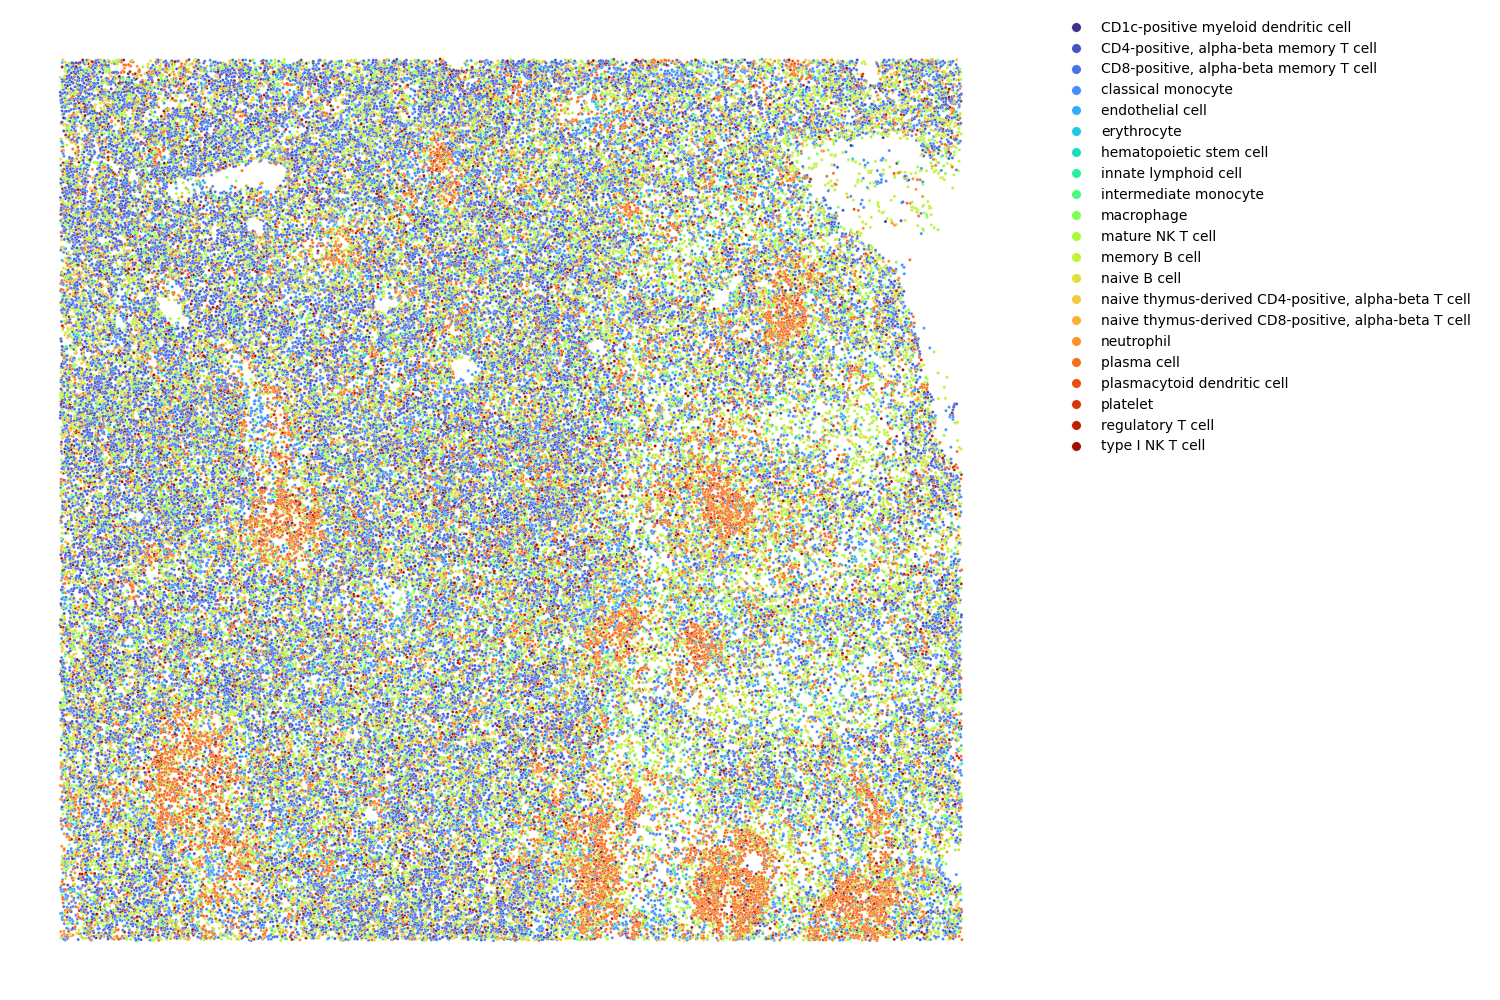 CD1c-positive myeloid dendritic cell
CD4-positive, alpha-beta memory T cell
CD8-positive, alpha-beta memory T cell
classical monocyte
endothelial cell
erythrocyte
hematopoietic stem cell
innate lymphoid cell
intermediate monocyte
macrophage
mature NK T cell
memory B cell
naive B cell
naive thymus-derived CD4-positive, alpha-beta T cell
naive thymus-derived CD8-positive, alpha-beta T cell
neutrophil
plasma cell
plasmacytoid dendritic cell
platelet
regulatory T cell
type I NK T cell